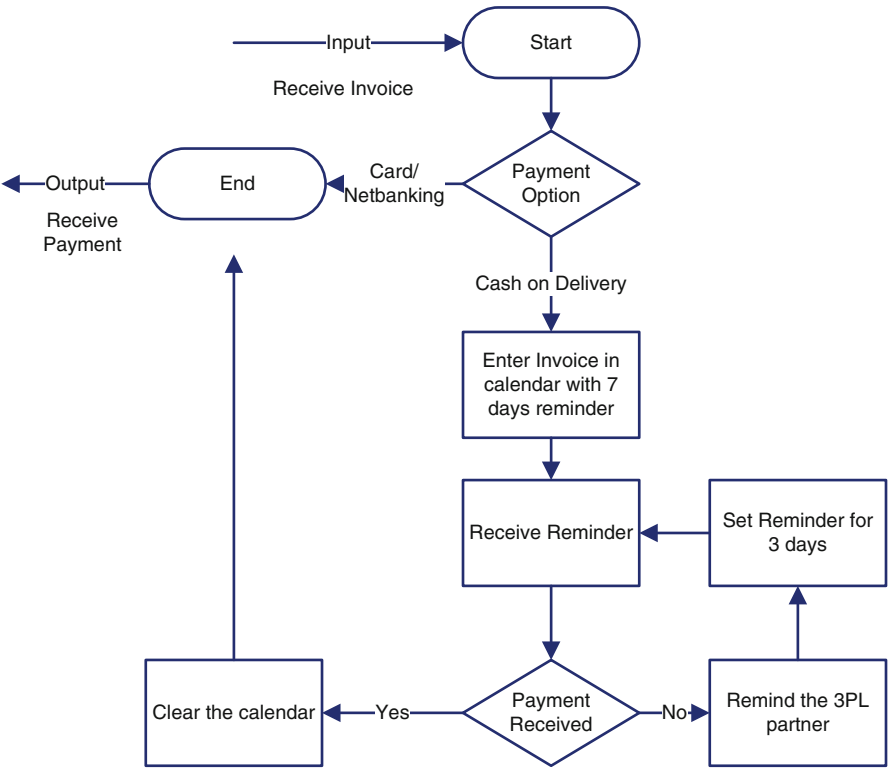 Input
Start
Receive Invoice
Payment
Option
Card/
Netbanking
End
Output
Receive
Payment
Cash on Delivery
Enter Invoice in
calendar with 7
days reminder
Receive Reminder
Set Reminder for
3 days
Payment
Received
Yes
Clear the calendar
No
Remind the 3PL
partner